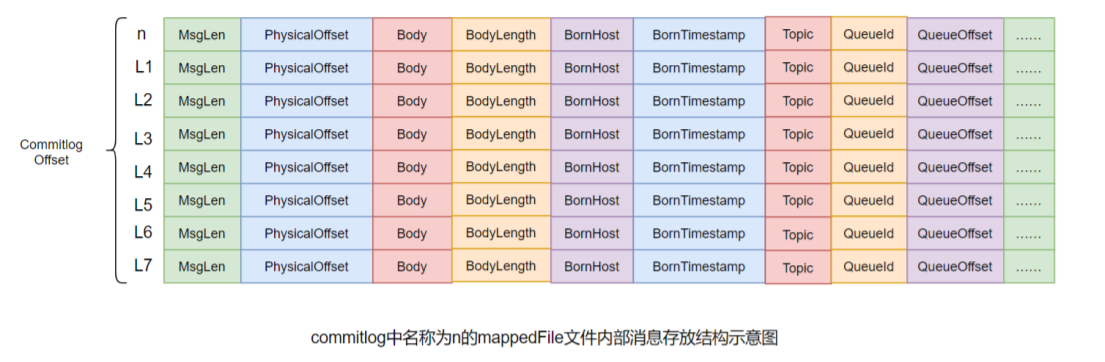 n MsgLen PhysicalOffset Body BodyLength BornHost BornTimestamp Topic QueueId QueueOffset ......
L1 MsgLen PhysicalOffset Body BodyLength BornHost BornTimestamp Topic QueueId QueueOffset ......
L2 MsgLen PhysicalOffset Body BodyLength BornHost BornTimestamp Topic QueueId QueueOffset ......
L3 MsgLen PhysicalOffset Body BodyLength BornHost BornTimestamp Topic QueueId QueueOffset ......
Commitlog
Offset
L4 MsgLen PhysicalOffset Body BodyLength BornHost BornTimestamp Topic QueueId QueueOffset ......
L5 MsgLen PhysicalOffset Body BodyLength BornHost BornTimestamp Topic QueueId QueueOffset ......
L6 MsgLen PhysicalOffset Body BodyLength BornHost BornTimestamp Topic QueueId QueueOffset ......
L7 MsgLen PhysicalOffset Body BodyLength BornHost BornTimestamp Topic QueueId QueueOffset ......
commitlog中名称为n的mappedFile文件内部消息存放结构示意图